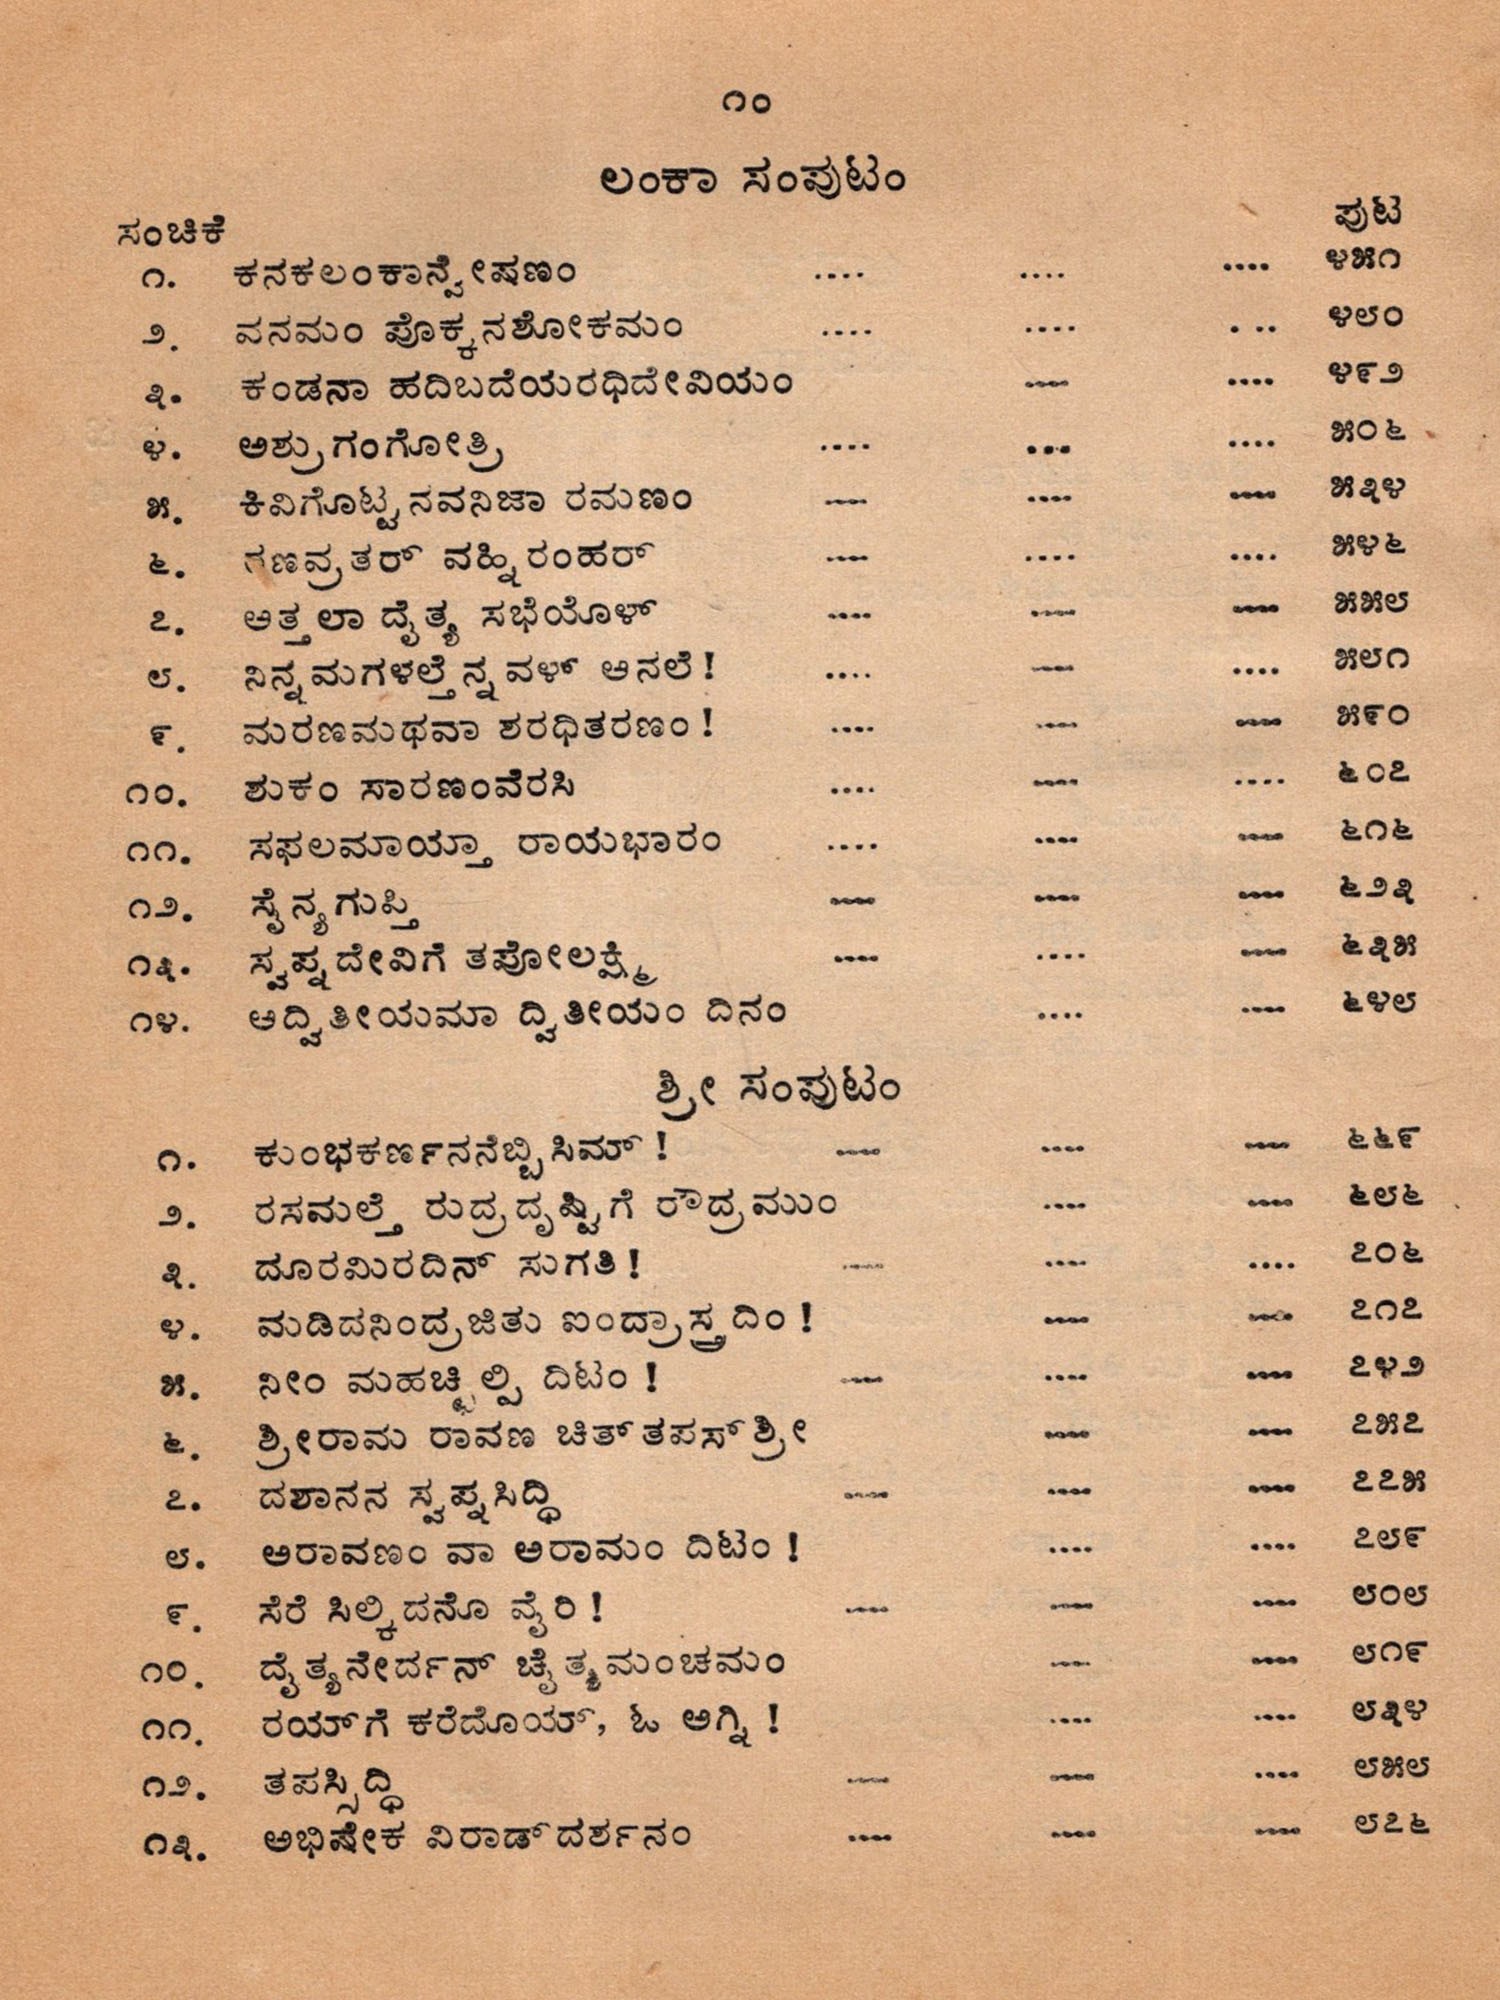 ೧೦
ಲಂಕಾ ಸಂಪುಟಂ
ಸಂಚಿಕೆ ಪುಟ
೧. ಕನಕಲಂಕಾನ್ವೇಷಣಂ .... .... .... ೪೫೧
೨. ವನಮಂ ಪೊಕ್ಕನಶೋಕಮಂ .... .... .... ೪೮೦
೩. ಕಂಡನಾ ಹದಿಬದೆಯರಧಿದೇವಿಯಂ .... .... ೪೯೨
೪. ಅಶ್ರುಗಂಗೋತ್ರಿ .... .... .... ೫೦೬
೫. ಕಿವಿಗೊಟ್ಟನವನಿಜಾ ರಮಣಂ .... .... .... ೫೩೪
೬. ಗಣವ್ರತರ್ ವಹ್ನಿರಂಹರ್ .... .... .... ೫೪೬
೭. ಅತ್ತಲಾ ದೈತ್ಯ ಸಭೆಯೊಳ್ .... .... .... ೫೫೮
೮. ನಿನ್ನಮಗಳಲ್ತೆನ್ನವಳ್ ಅನಲೆ! .... .... .... ೫೮೧
೯. ಮರಣಮಥವಾ ಶರಧಿತರಣಂ! .... .... .... ೫೯೦
೧೦. ಶುಕಂ ಸಾರಣಂವೆರಸಿ .... .... .... ೬೦೭
೧೧. ಸಫಲಮಾಯ್ತಾ ರಾಯಭಾರಂ .... .... .... ೬೧೬
೧೨. ಸೈನ್ಯಗುಪ್ತಿ .... .... .... ೬೨೩
೧೩. ಸ್ವಪ್ನದೇವಿಗೆ ತಪೋಲಕ್ಷ್ಮಿ .... .... .... ೬೩೫
೧೪. ಅದ್ವಿತೀಯಮಾ ದ್ವಿತೀಯಂ ದಿನಂ .... .... ೬೪೮
ಶ್ರೀ ಸಂಪುಟಂ
೧. ಕುಂಭಕರ್ಣನನೆಬ್ಬಿಸಿಮ್! .... .... .... ೬೬೯
೨. ರಸಮಲ್ತೆ ರುದ್ರದೃಷ್ಟಿಗೆ ರೌದ್ರಮುಂ .... .... ೬೮೬
೩. ದೂರಮಿರದಿನ್ ಸುಗತಿ! .... .... .... ೭೦೬
೪. ಮಡಿದನಿಂದ್ರಜಿತು ಐಂದ್ರಾಸ್ತ್ರದಿಂ! .... .... ೭೧೭
೫. ನೀಂ ಮಹಚ್ಛಿಲ್ಪಿ ದಿಟಂ! .... .... .... ೭೪೨
೬. ಶ್ರೀರಾಮ ರಾವಣ ಚಿತ್‌ತಪಸ್‌ಶ್ರೀ .... .... ೭೫೭
೭. ದಶಾನನ ಸ್ವಪ್ನಸಿದ್ಧಿ .... .... .... ೭೭೫
೮. ಅರಾವಣಂ ವಾ ಅರಾಮಂ ದಿಟಂ! .... .... ೭೮೯
೯. ಸೆರೆ ಸಿಲ್ಕಿದನೊ ವೈರಿ! .... .... .... ೮೦೮
೧೦. ದೈತ್ಯನೇರ್ದನ್ ಚೈತ್ಯಮಂಚಮಂ .... .... ೮೧೯
೧೧. ರಯ್‌ಗೆ ಕರೆದೊಯ್, ಓ ಅಗ್ನಿ! .... .... ೮೩೪
೧೨. ತಪಸ್ಸಿದ್ಧಿ .... .... .... ೮೫೮
೧೩. ಅಭಿಷೇಕ ವಿರಾಡ್‌ದರ್ಶನಂ .... .... .... ೮೭೬